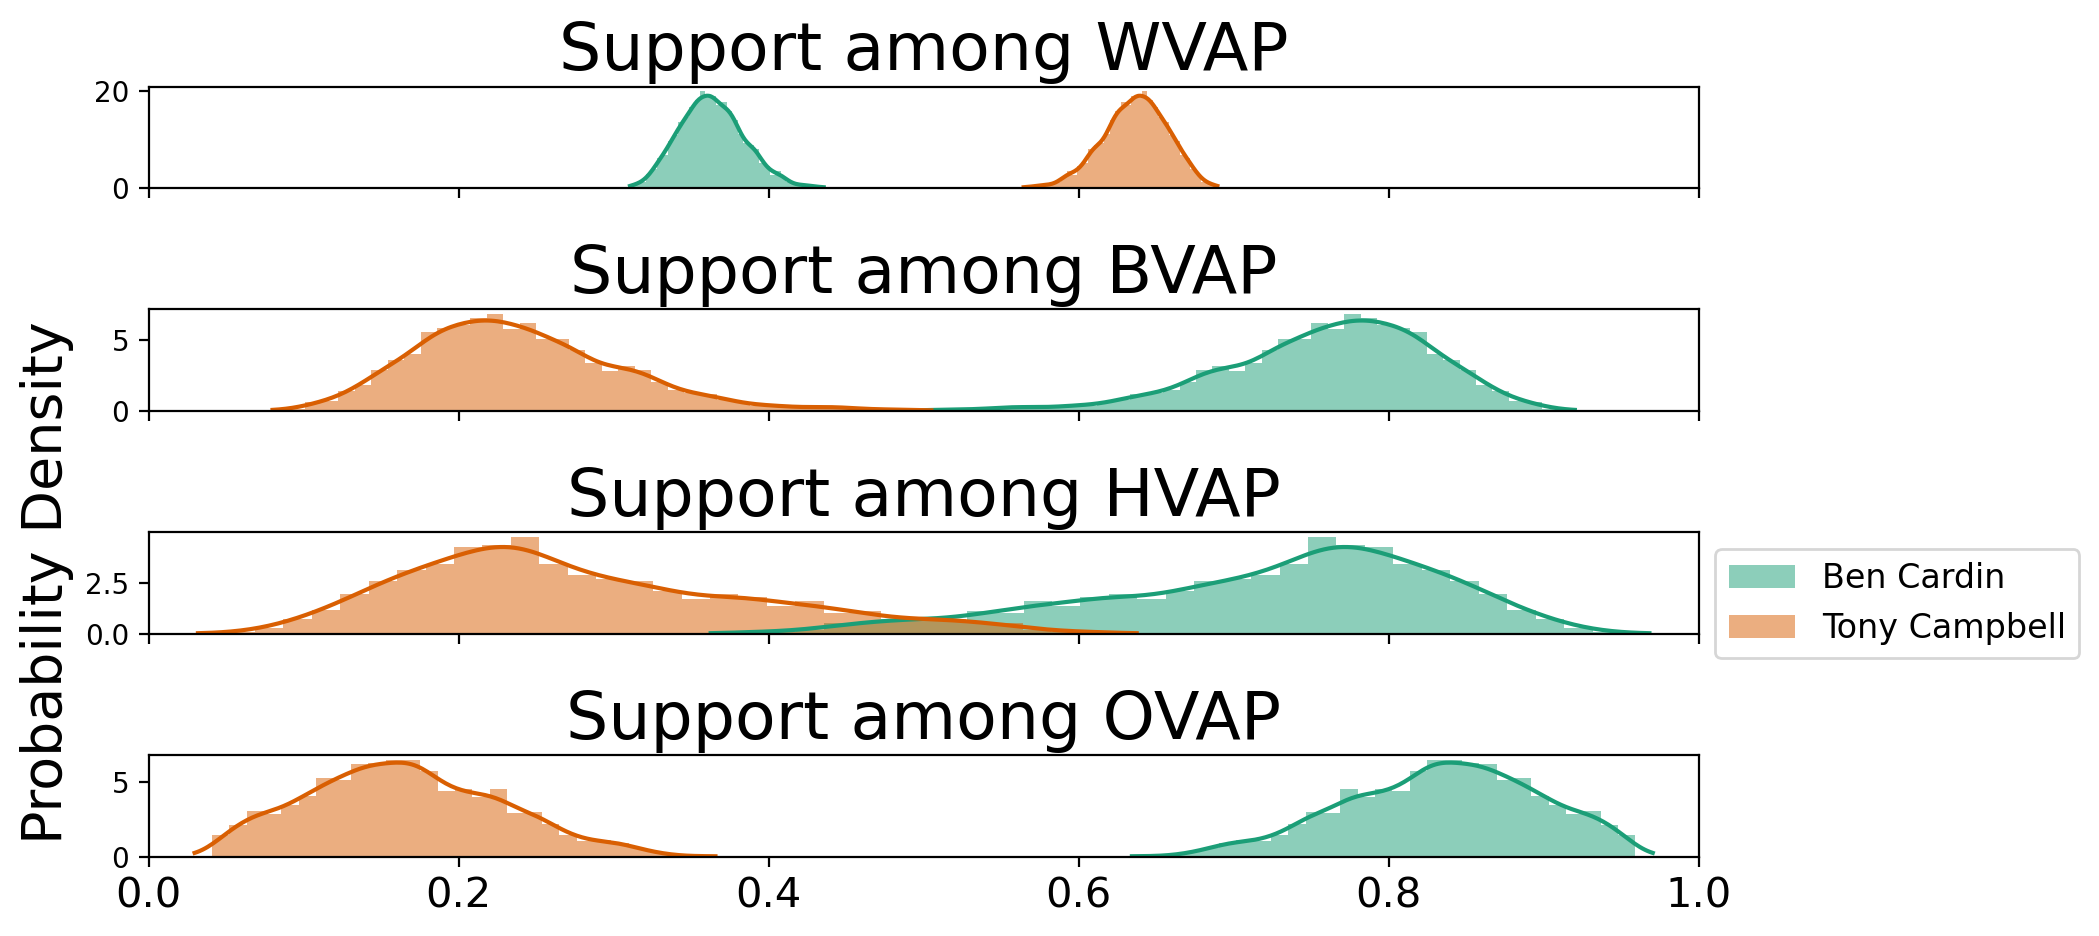 Support among WVAP
20
0
Support among BVAP
5
0
Support among HVAP
2.5
0.0
Support among OVAP
5
0
0.0 0.2 0.4 0.6 0.8 1.0
Probability Density
Ben Cardin
Tony Campbell